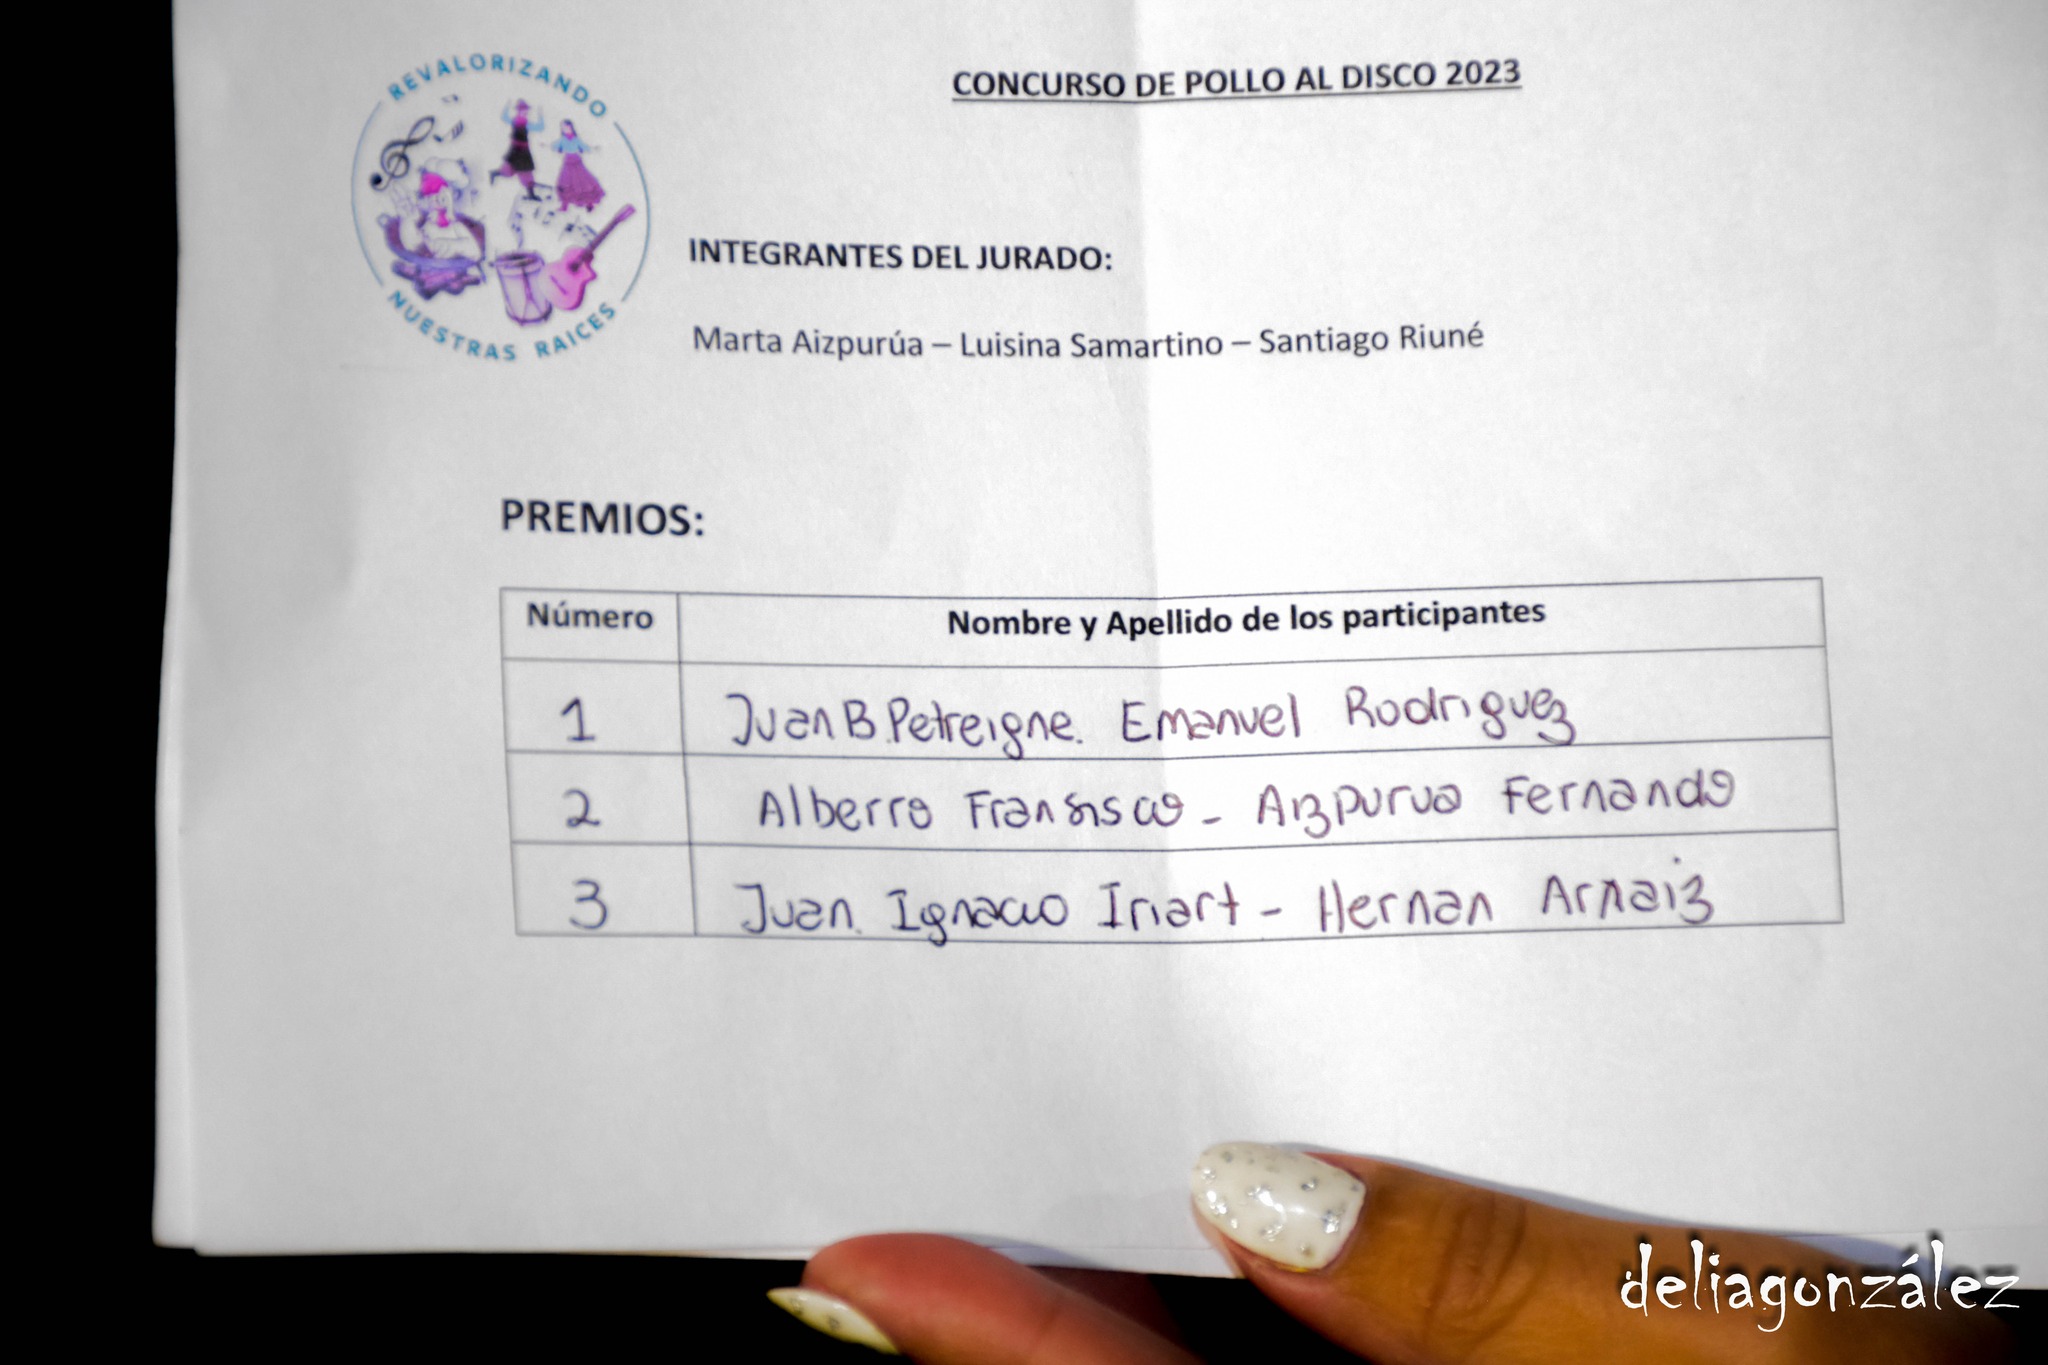 REVALORIZANDO
NUESTRAS RAICES
CONCURSO DE POLLO AL DISCO 2023
INTEGRANTES DEL JURADO:
Marta Aizpurúa – Luisina Samartino – Santiago Riuné
PREMIOS:
Número Nombre y Apellido de los participantes
1 Juan B. Petreigne. Emanuel Rodriguez
2 Alberro Fransisco - Aizpurua Fernando
3 Juan Ignacio Iriart - Hernan Arnaiz
deliagonzález